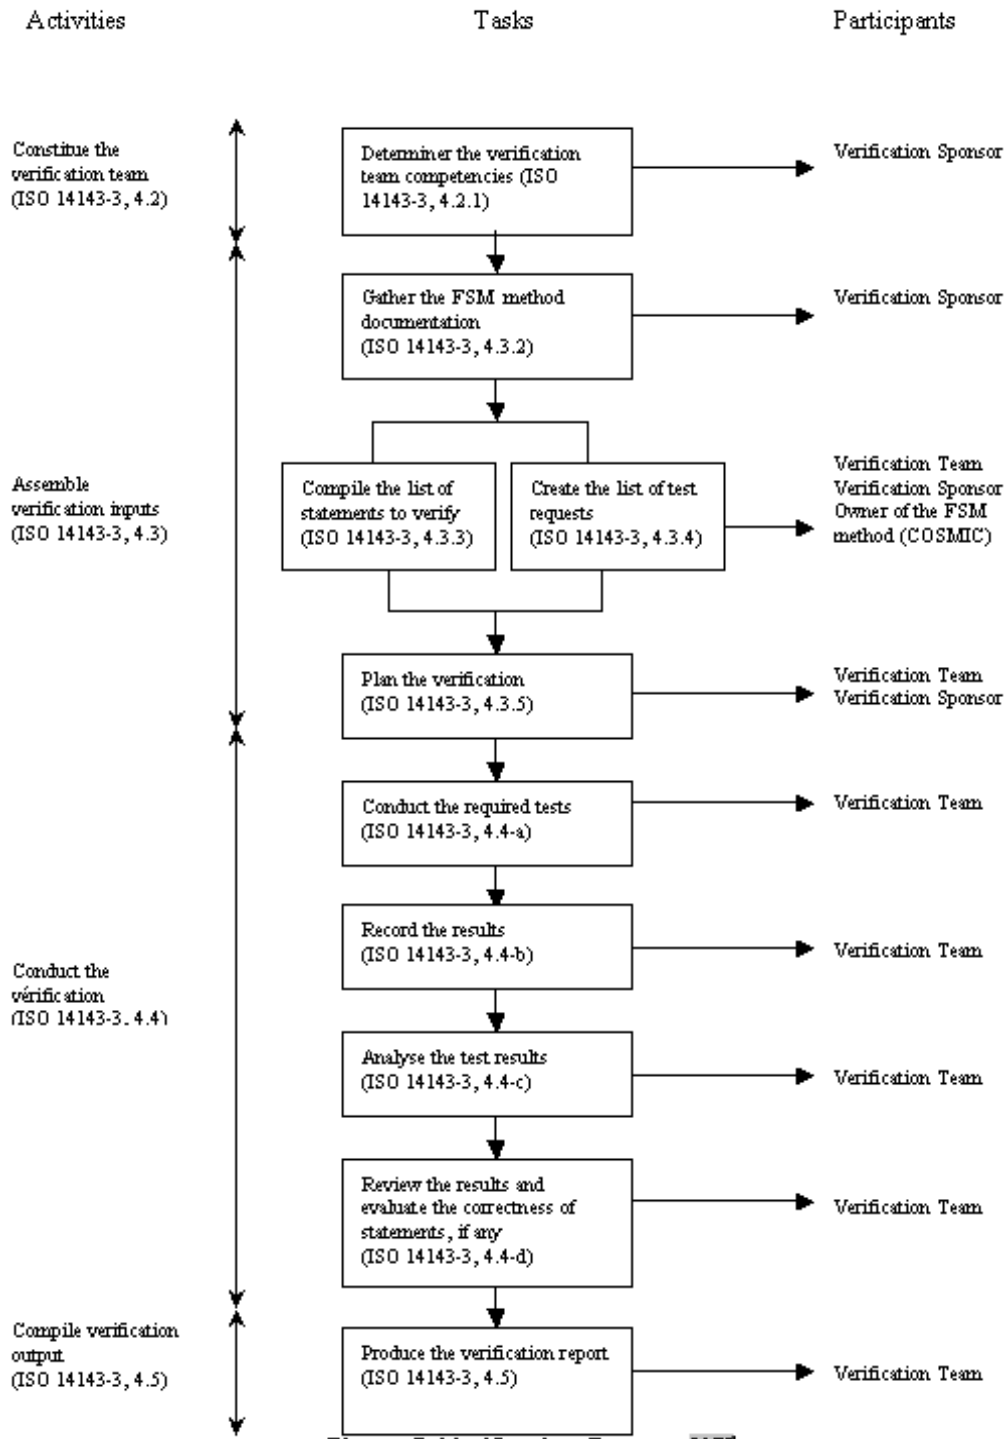 Activities
Tasks
Participants
Constitue the
verification team
(ISO 14143-3, 4.2)
Determiner the verification
team competencies (ISO
14143-3, 4.2.1)
Verification Sponsor
Gather the FSM method
documentation
(ISO 14143-3, 4.3.2)
Verification Sponsor
Assemble
verification inputs
(ISO 14143-3, 4.3)
Compile the list of
statements to verify
(ISO 14143-3, 4.3.3)
Create the list of test
requests
(ISO 14143-3, 4.3.4)
Verification Team
Verification Sponsor
Owner of the FSM
method (COSMIC)
Plan the verification
(ISO 14143-3, 4.3.5)
Verification Team
Verification Sponsor
Conduct the required tests
(ISO 14143-3, 4.4-a)
Verification Team
Record the results
(ISO 14143-3, 4.4-b)
Verification Team
Conduct the
vérification
(ISO 14143-3, 4.4)
Analyse the test results
(ISO 14143-3, 4.4-c)
Verification Team
Review the results and
evaluate the correctness of
statements, if any
(ISO 14143-3, 4.4-d)
Verification Team
Compile verification
output
(ISO 14143-3, 4.5)
Produce the verification report
(ISO 14143-3, 4.5)
Verification Team